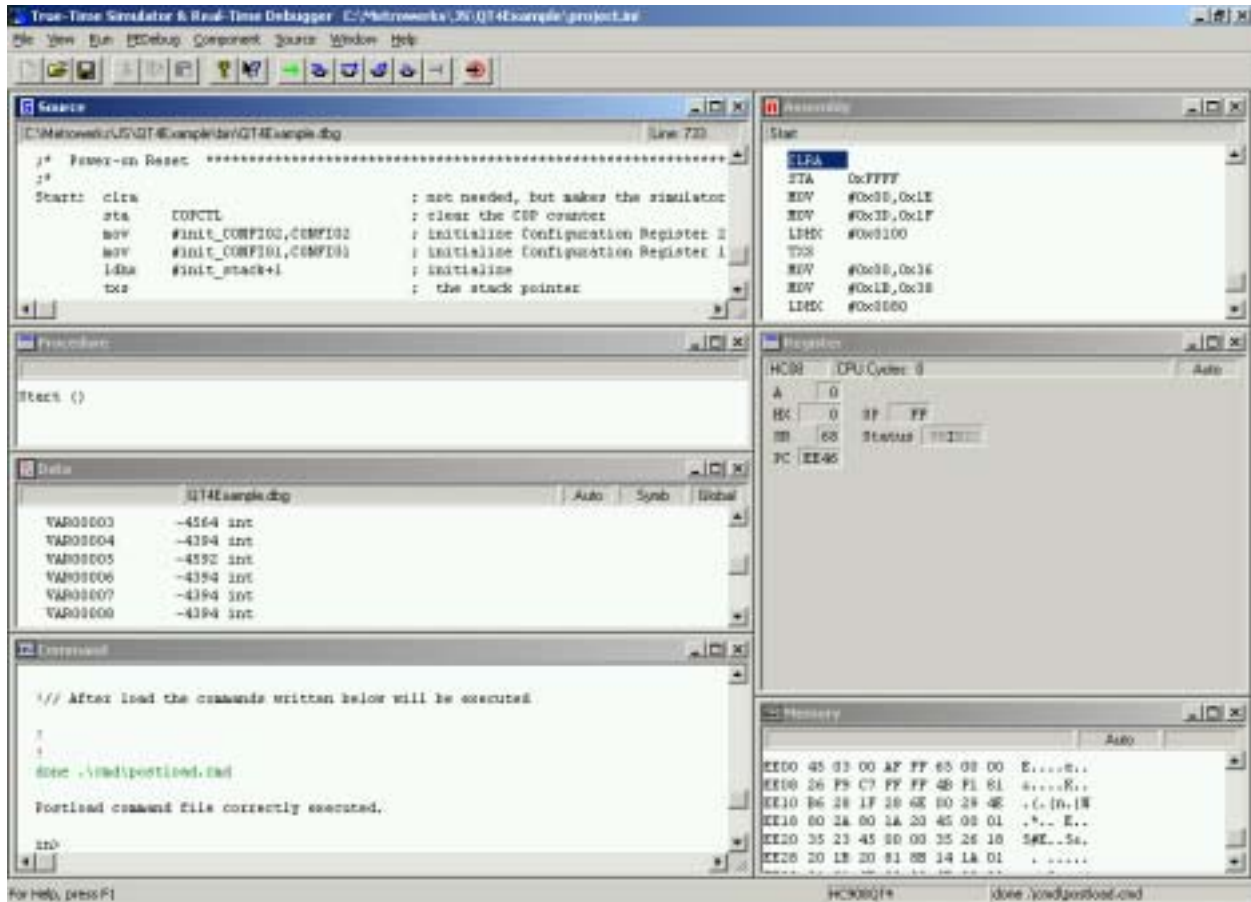 True-Time Simulator & Real-Time Debugger C:\Metrowerks\JS\QT4Example\project.ini
File View Run PEDebug Component Source Window Help
Source
C:\Metrowerks\JS\QT4Example\bin\QT4Example.dbg Line: 733
;* Power-on Reset
;*
Start: clra ; not needed, but makes the simulator
sta COPCTL ; clear the COP counter
mov #init_CONFIG2,CONFIG2 ; initialise Configuration Register 2
mov #init_CONFIG1,CONFIG1 ; initialise Configuration Register 1
ldhx #init_stack+1 ; initialise
txs ; the stack pointer
Assembly
Start
CLRA
STA 0xFFFF
MOV #0x00,0x1E
MOV #0x3D,0x1F
LDHX #0x0100
TXS
MOV #0x00,0x36
MOV 0x38
LDHX #0x0080
Procedure
Start ()
Register
HC08 CPU Cycles: 0 Auto
A 0
HX 0 SP FF
SR 68 Status
PC EE46
Data
QT4Example.dbg Auto Symb Global
VAR00003 -4564 int
VAR00004 -4394 int
VAR00005 -4592 int
VAR00006 -4394 int
VAR00007 -4394 int
VAR00008 -4394 int
Command
!// After load the commands written below will be executed
!
!
done .\cmd\postload.cmd
Postload command file correctly executed.
in>
Memory
Auto
EE00 45 03 00 AF FF 65 00 00 E....e..
EE08 26 F9 C7 FF FF 4B F1 81
EE10 B6 28 1F 28 6E 80 29 4E
EE18 80 2A 80 1A 20 45 00 01
EE20 35 23 45 00 00 35 26 18 5#E..5&.
EE28 20 1B 20 81 8B 14 1A 01
For Help, press F1 HC908QT4 done .\cmd\postload.cmd